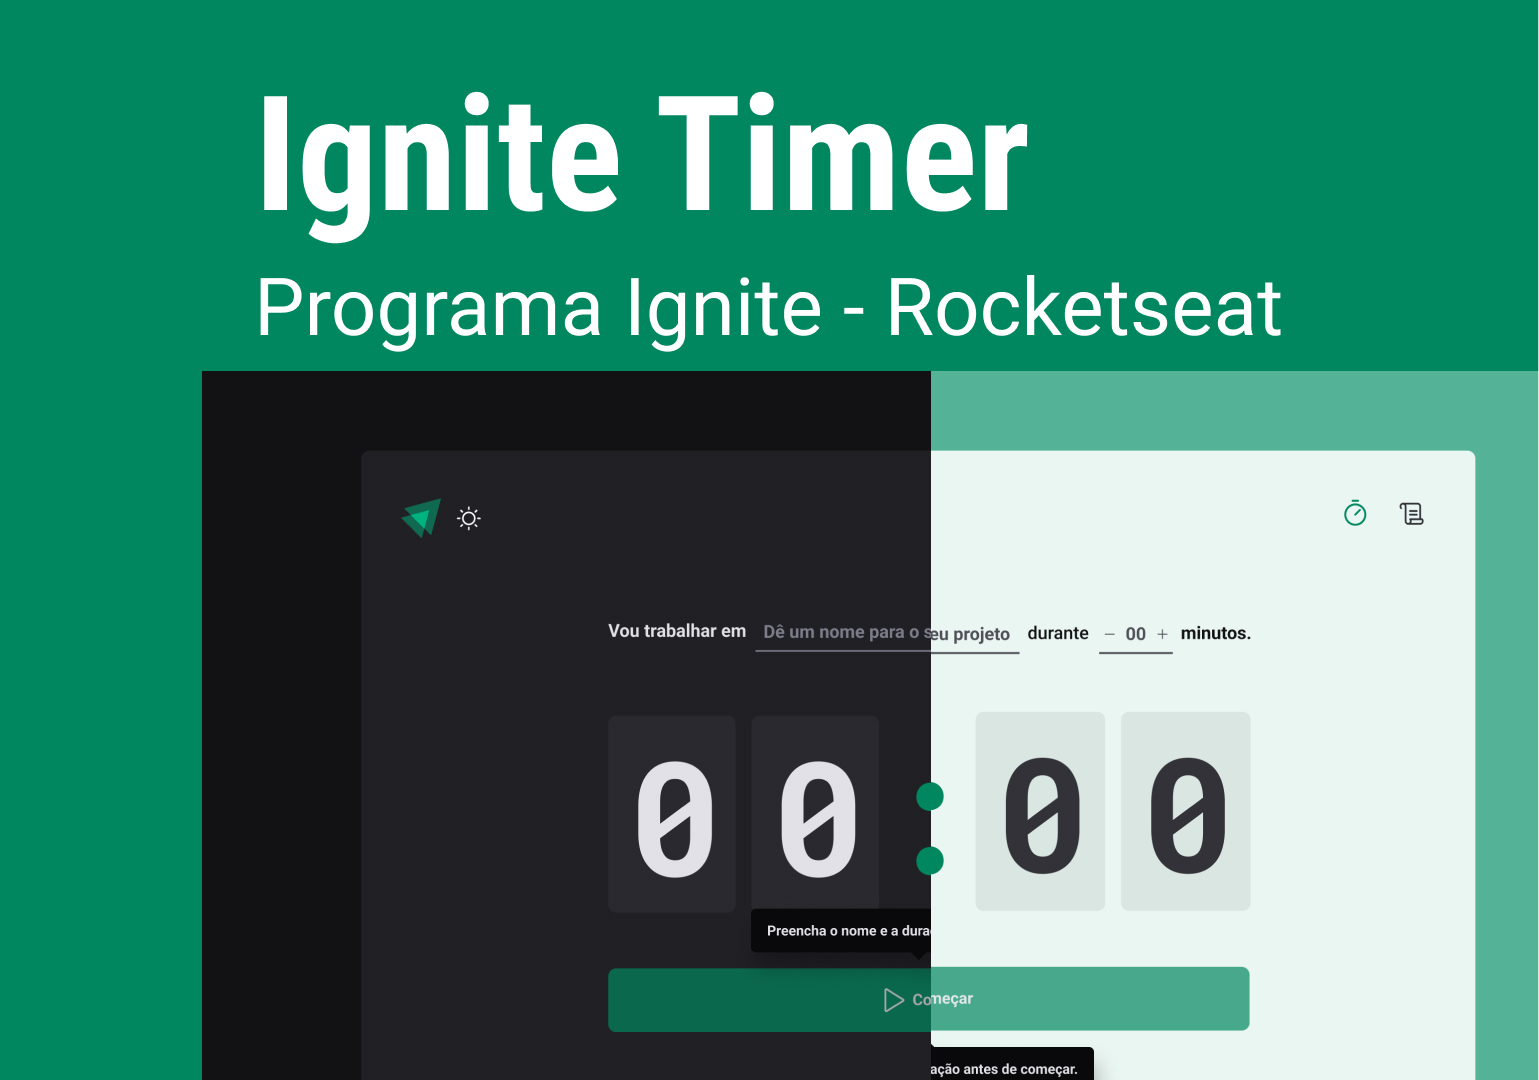 Ignite Timer
Programa Ignite - Rocketseat
Vou trabalhar em Dê um nome para o seu projeto durante − 00 + minutos.
00:00
Preencha o nome e a dura
Começar
ação antes de começar.